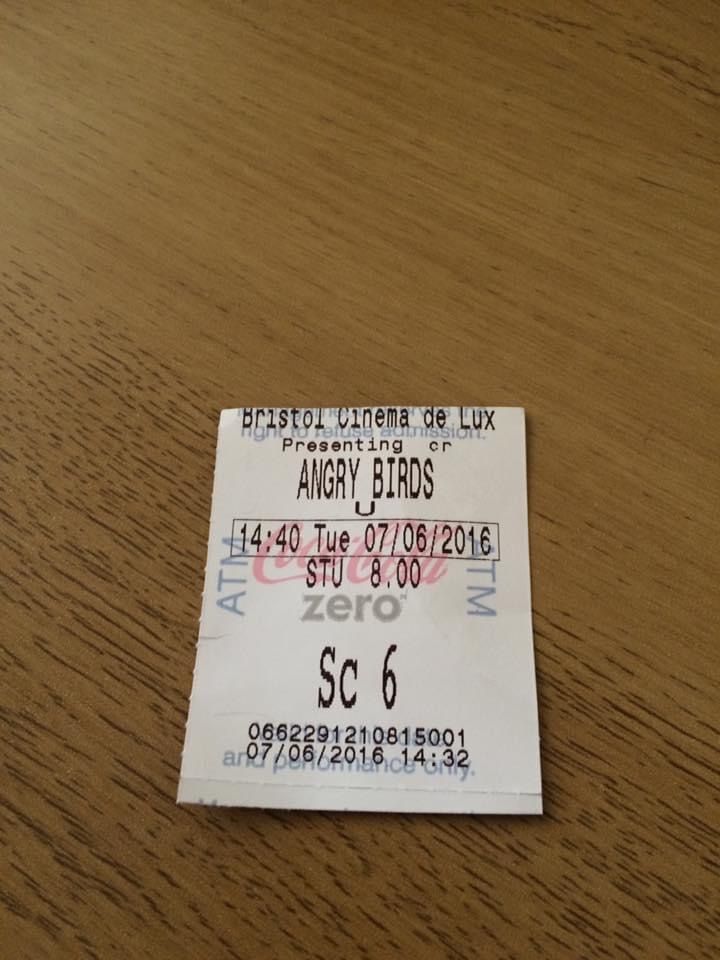 Bristol Cinema de Lux
right to refuse admission.
Presenting cr
ANGRY BIRDS
U
14:40 Tue 07/06/2016
Coca-Cola
STU 8.00
ATM
zero
ATM
Sc 6
0662291210815001
07/06/2016 14:32
and performance only.